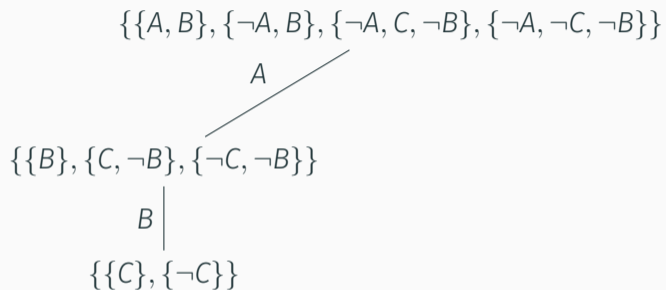 {{A, B}, {¬A, B}, {¬A, C, ¬B}, {¬A, ¬C, ¬B}}
A
{{B}, {C, ¬B}, {¬C, ¬B}}
B
{{C}, {¬C}}